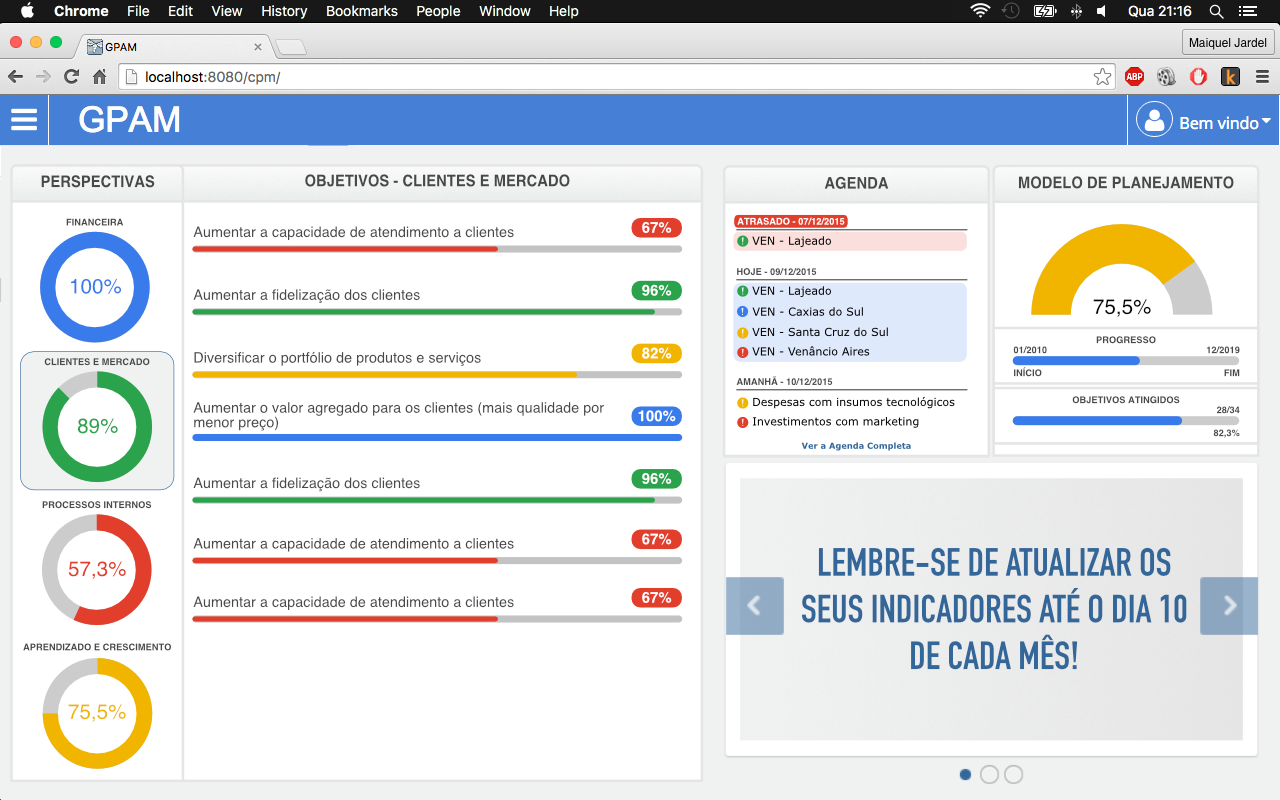 Chrome File Edit View History Bookmarks People Window Help Qua 21:16
GPAM
Maiquel Jardel
localhost:8080/cpm/
ABP
k
GPAM
Bem vindo
PERSPECTIVAS
FINANCEIRA
100%
CLIENTES E MERCADO
89%
PROCESSOS INTERNOS
57,3%
APRENDIZADO E CRESCIMENTO
75,5%
OBJETIVOS - CLIENTES E MERCADO
Aumentar a capacidade de atendimento a clientes 67%
Aumentar a fidelização dos clientes 96%
Diversificar o portfólio de produtos e serviços 82%
Aumentar o valor agregado para os clientes (mais qualidade por
menor preço) 100%
Aumentar a fidelização dos clientes 96%
Aumentar a capacidade de atendimento a clientes 67%
Aumentar a capacidade de atendimento a clientes 67%
AGENDA
ATRASADO - 07/12/2015
VEN - Lajeado
HOJE - 09/12/2015
VEN - Lajeado
VEN - Caxias do Sul
VEN - Santa Cruz do Sul
VEN - Venâncio Aires
AMANHÃ - 10/12/2015
Despesas com insumos tecnológicos
Investimentos com marketing
Ver a Agenda Completa
MODELO DE PLANEJAMENTO
75,5%
PROGRESSO
01/2010 12/2019
INÍCIO FIM
OBJETIVOS ATINGIDOS
28/34
82,3%
LEMBRE-SE DE ATUALIZAR OS
SEUS INDICADORES ATÉ O DIA 10
DE CADA MÊS!